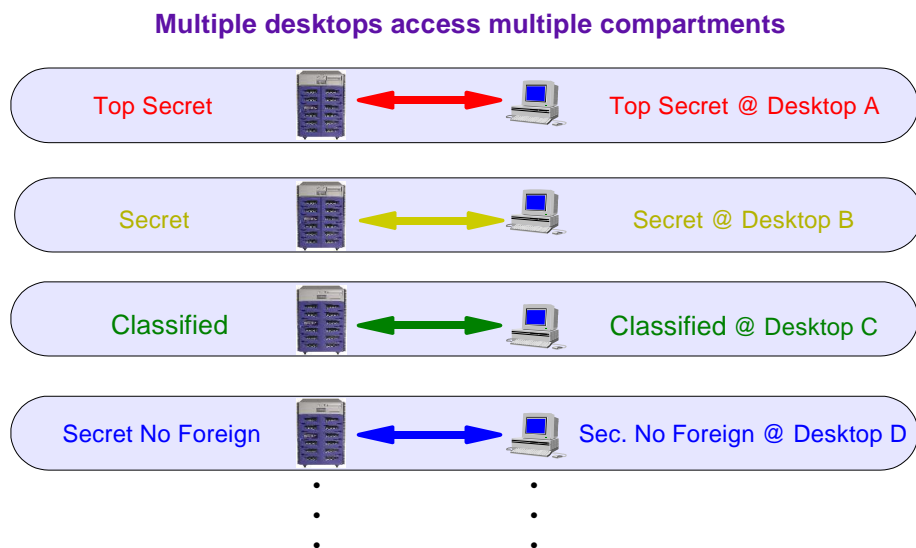 Multiple desktops access multiple compartments
Top Secret
Top Secret @ Desktop A
Secret
Secret @ Desktop B
Classified
Classified @ Desktop C
Secret No Foreign
Sec. No Foreign @ Desktop D